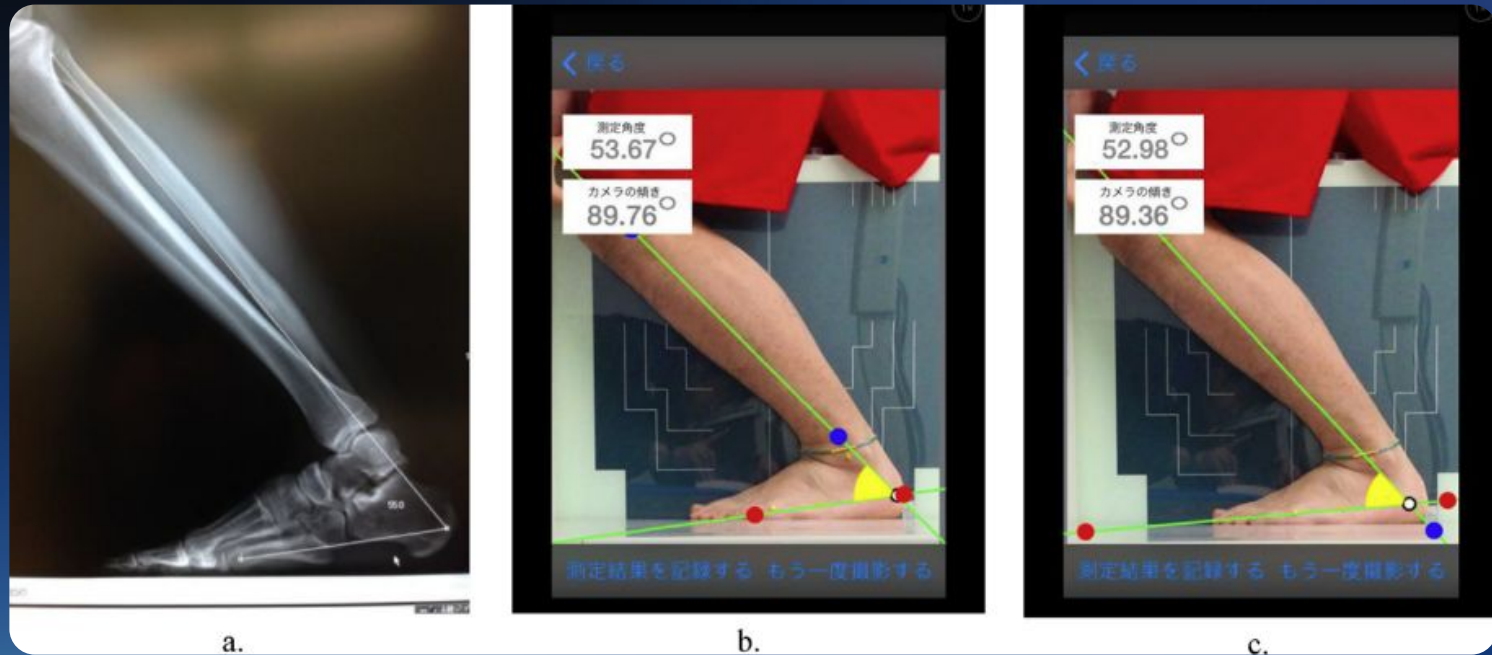 55.0
a.
戻る
測定角度
53.67°
カメラの傾き
89.76°
測定結果を記録する もう一度撮影する
b.
戻る
測定角度
52.98°
カメラの傾き
89.36°
測定結果を記録する もう一度撮影する
c.